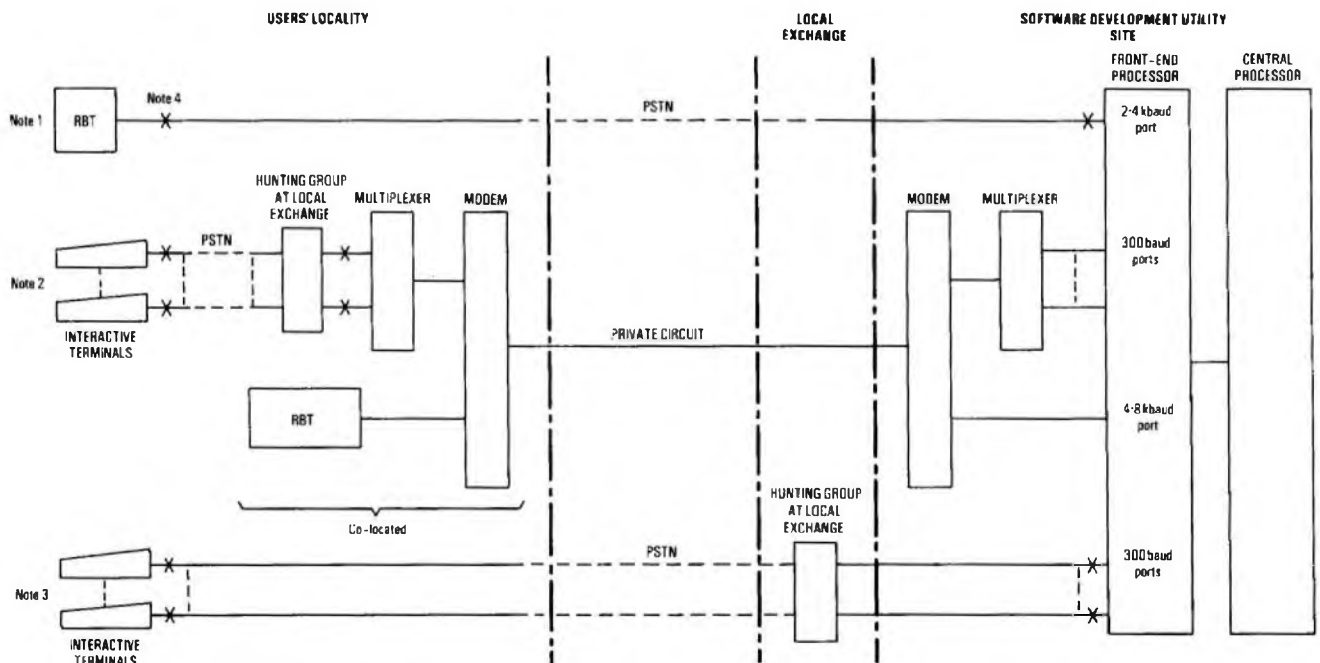 USERS' LOCALITY
LOCAL
EXCHANGE
SOFTWARE DEVELOPMENT UTILITY
SITE
FRONT-END
PROCESSOR
CENTRAL
PROCESSOR
Note 1
RBT
Note 4
PSTN
2·4 kbaud
port
HUNTING GROUP
AT LOCAL
EXCHANGE
MULTIPLEXER
MODEM
MODEM
MULTIPLEXER
Note 2
PSTN
300 baud
ports
INTERACTIVE
TERMINALS
PRIVATE CIRCUIT
RBT
4·8 kbaud
port
Co-located
HUNTING GROUP
AT LOCAL
EXCHANGE
Note 3
PSTN
300 baud
ports
INTERACTIVE
TERMINALS